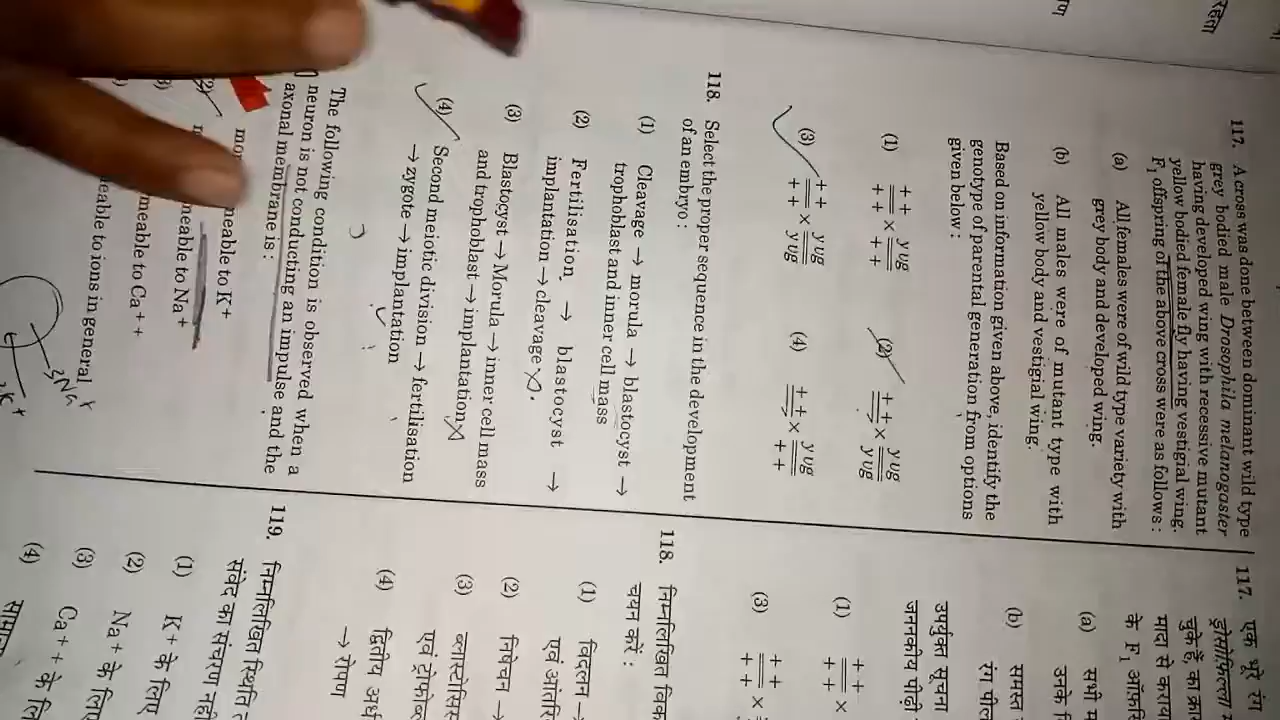 117. A cross was done between dominant wild type
grey bodied male Drosophila melanogaster
having developed wing with recessive mutant
yellow bodied female fly having vestigial wing.
F1 offspring of the above cross were as follows :
(a) All females were of wild type variety with
grey body and developed wing.
(b) All males were of mutant type with
yellow body and vestigial wing.
Based on information given above, identify the
genotype of parental generation from options
given below :
(1) + + / + + × y vg / + +
(2) + + × y vg / y vg
(3) + + / + + × y vg / y vg
(4) + + × y vg / + +
118. Select the proper sequence in the development
of an embryo :
(1) Cleavage → morula → blastocyst →
trophoblast and inner cell mass
(2) Fertilisation → blastocyst →
implantation → cleavage
(3) Blastocyst → Morula → inner cell mass
and trophoblast → implantation
(4) Second meiotic division → fertilisation
→ zygote → implantation
The following condition is observed when a
neuron is not conducting an impulse and the
axonal membrane is :
meable to K+
meable to Na+
meable to Ca++
eable to ions in general
3Na+
K+
117. एक भूरे रंग
ड्रोसोफिला
चुके हैं, का क्रा
मादा से कराय
के F1 ऑफस्प्रि
(a) सभी म
उनके
(b) समस्त
रंग पील
उपर्युक्त सूचना
जननकीय पीढ़ी
(1) + + / + + ×
(3) + + / + + ×
118. निम्नलिखित विक
चयन करें :
(1) विदलन →
एवं आंतरि
(2) निषेचन →
(3) ब्लास्टोसिस
एवं ट्रोफोब्ल
(4) द्वितीय अर्ध
→ रोपण
119. निम्नलिखित स्थिति त
संवेद का संचरण नहीं
(1) K+ के लिए
(2) Na+ के लिए
(3) Ca++ के लि
(4) सामान्